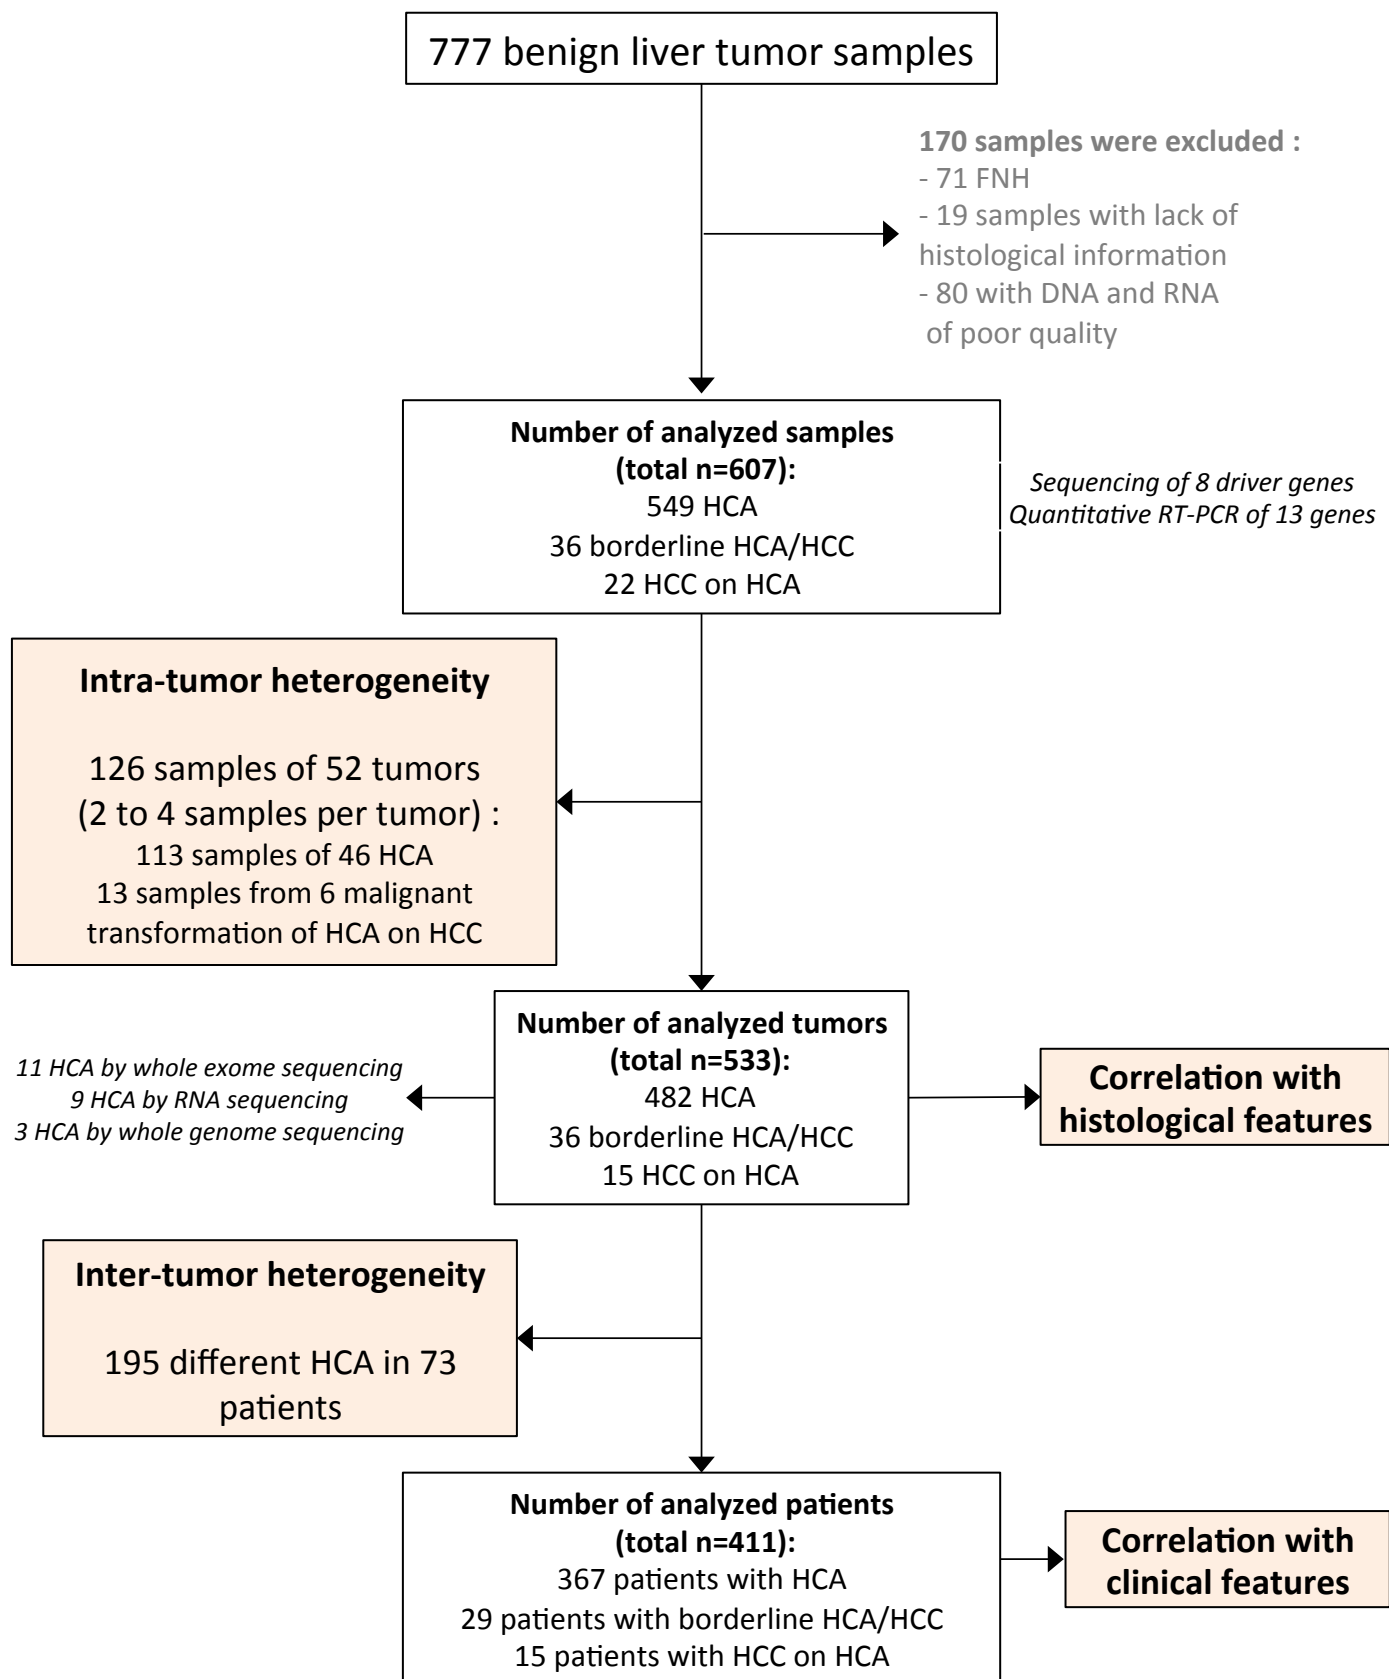 777 benign liver tumor samples
170 samples were excluded :
- 71 FNH
- 19 samples with lack of
histological information
- 80 with DNA and RNA
of poor quality
Number of analyzed samples
(total n=607):
549 HCA
36 borderline HCA/HCC
22 HCC on HCA
Sequencing of 8 driver genes
Quantitative RT-PCR of 13 genes
Intra-tumor heterogeneity
126 samples of 52 tumors
(2 to 4 samples per tumor) :
113 samples of 46 HCA
13 samples from 6 malignant
transformation of HCA on HCC
Number of analyzed tumors
(total n=533):
482 HCA
36 borderline HCA/HCC
15 HCC on HCA
11 HCA by whole exome sequencing
9 HCA by RNA sequencing
3 HCA by whole genome sequencing
Correlation with
histological features
Inter-tumor heterogeneity
195 different HCA in 73
patients
Number of analyzed patients
(total n=411):
367 patients with HCA
29 patients with borderline HCA/HCC
15 patients with HCC on HCA
Correlation with
clinical features